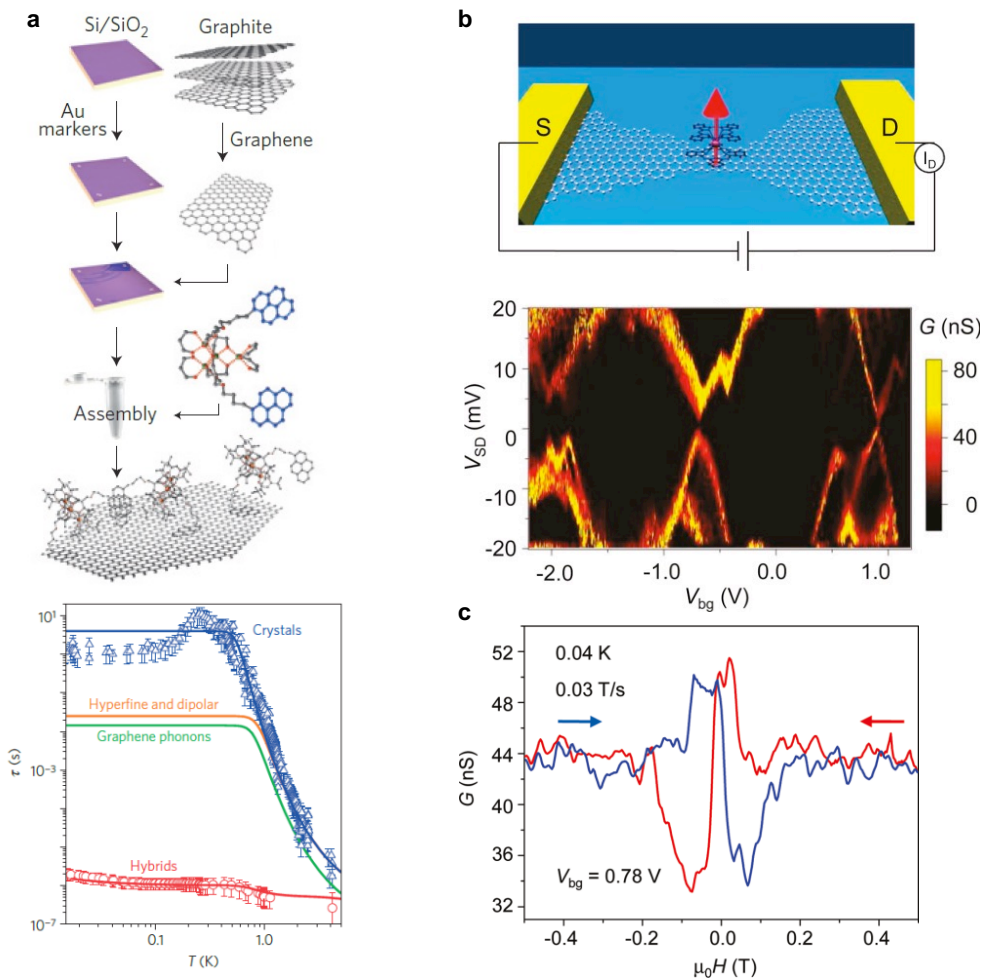 a
Si/SiO2
Graphite
Au
markers
Graphene
Assembly
10^1
10^-3
10^-7
τ (s)
Crystals
Hyperfine and dipolar
Graphene phonons
Hybrids
0.1
1.0
T (K)
b
S
D
I_D
20
10
0
-10
-20
V_SD (mV)
-2.0
-1.0
0.0
1.0
V_bg (V)
G (nS)
80
40
0
c
52
48
44
40
36
32
G (nS)
0.04 K
0.03 T/s
V_bg = 0.78 V
-0.4
-0.2
0.0
0.2
0.4
μ0H (T)